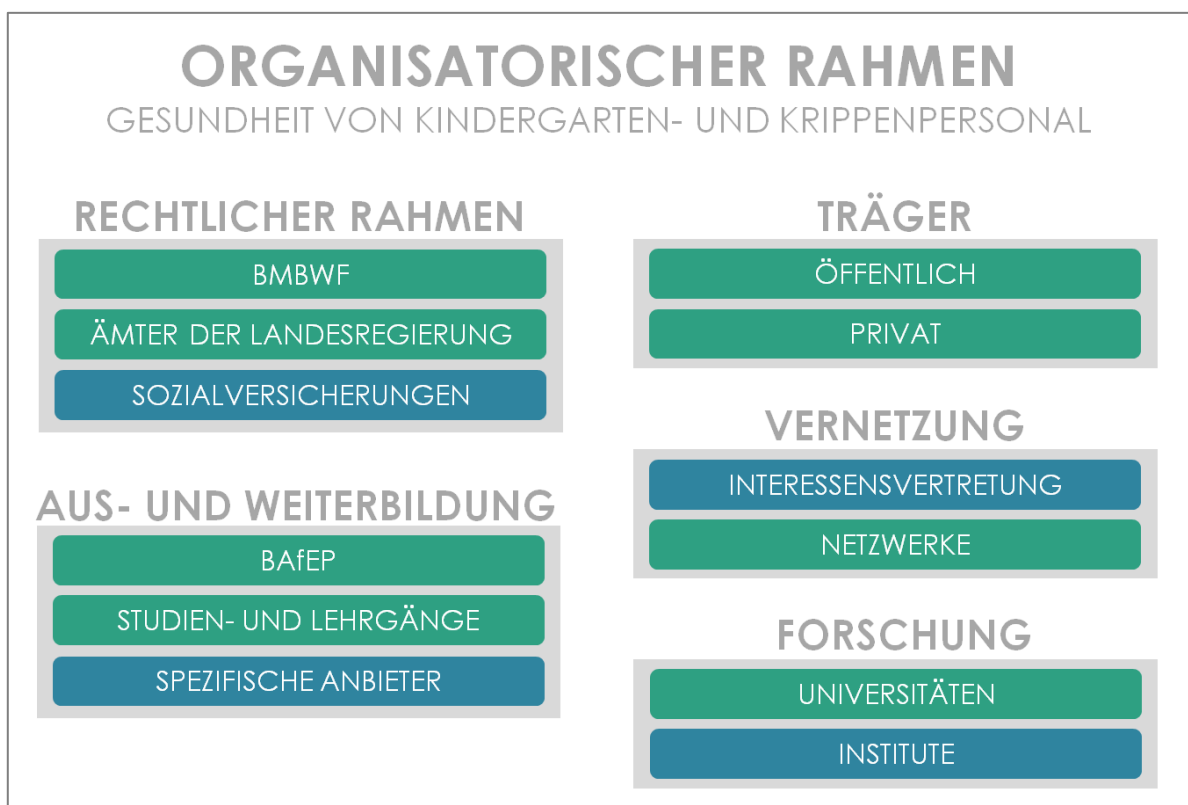 ORGANISATORISCHER RAHMEN
GESUNDHEIT VON KINDERGARTEN- UND KRIPPENPERSONAL
RECHTLICHER RAHMEN
BMBWF
ÄMTER DER LANDESREGIERUNG
SOZIALVERSICHERUNGEN
AUS- UND WEITERBILDUNG
BAfEP
STUDIEN- UND LEHRGÄNGE
SPEZIFISCHE ANBIETER
TRÄGER
ÖFFENTLICH
PRIVAT
VERNETZUNG
INTERESSENSVERTRETUNG
NETZWERKE
FORSCHUNG
UNIVERSITÄTEN
INSTITUTE